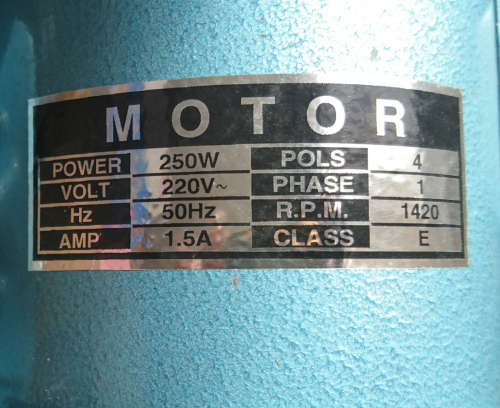 MOTOR
POWER 250W POLS 4
VOLT 220V~ PHASE 1
Hz 50Hz R.P.M. 1420
AMP 1.5A CLASS E